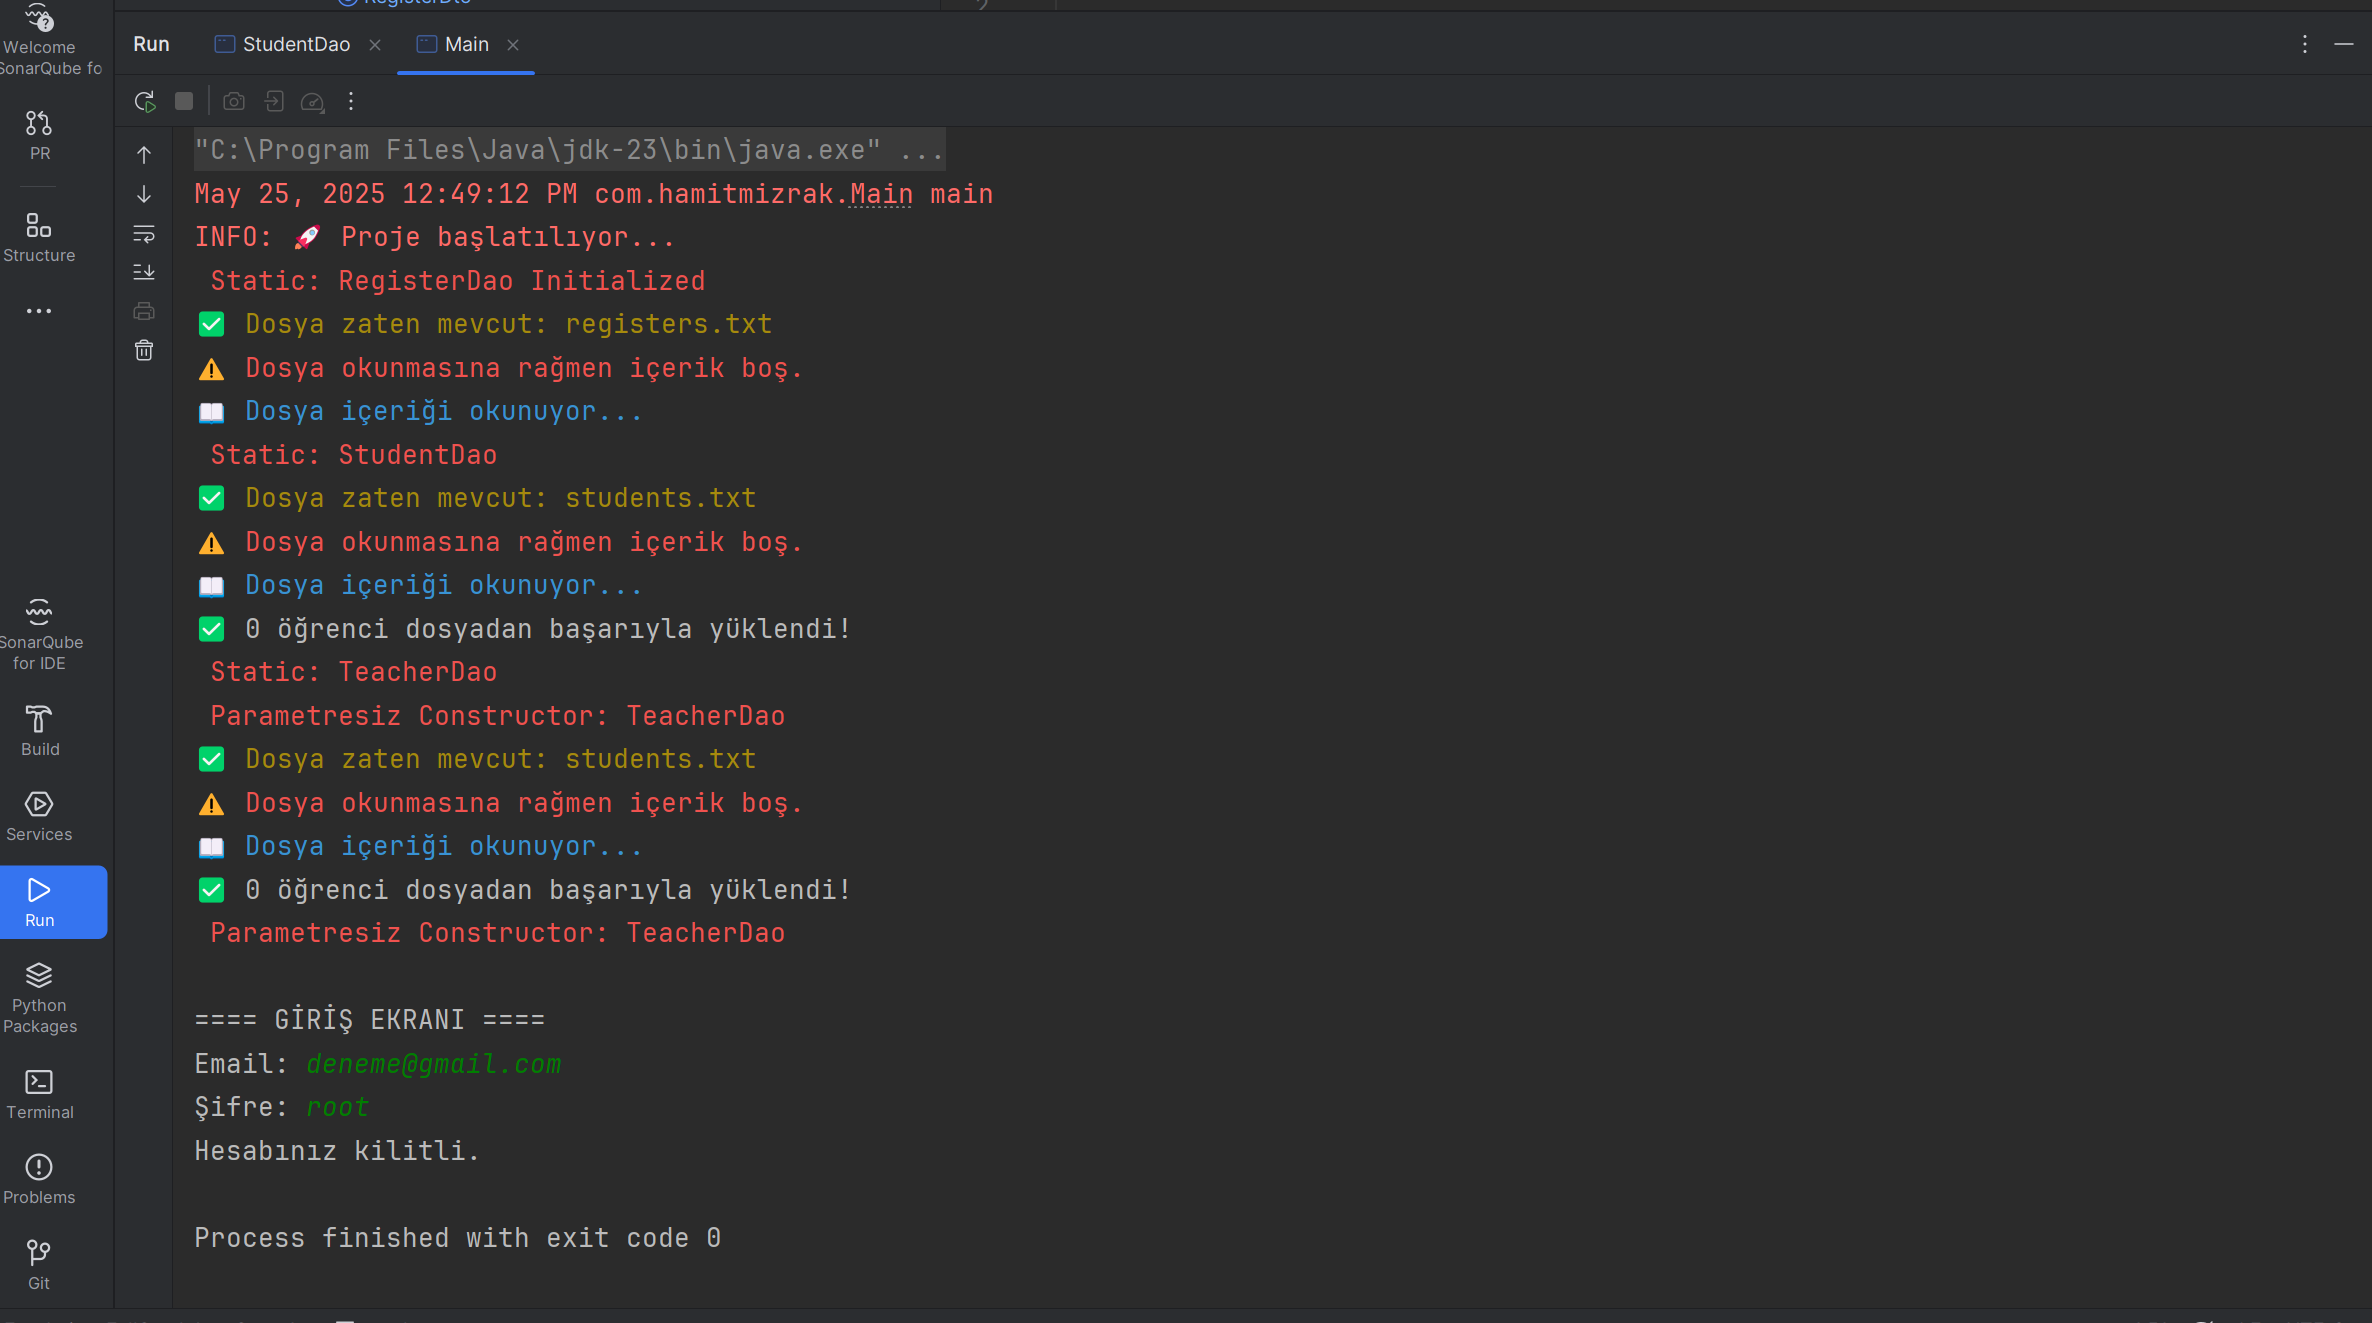 Welcome
SonarQube fo
PR
Structure
SonarQube
for IDE
Build
Services
Run
Python
Packages
Terminal
Problems
Git
RegisterDto
Run StudentDao Main
"C:\Program Files\Java\jdk-23\bin\java.exe" ...
May 25, 2025 12:49:12 PM com.hamitmizrak.Main main
INFO: 🚀 Proje başlatılıyor...
Static: RegisterDao Initialized
✅ Dosya zaten mevcut: registers.txt
⚠️ Dosya okunmasına rağmen içerik boş.
📖 Dosya içeriği okunuyor...
Static: StudentDao
✅ Dosya zaten mevcut: students.txt
⚠️ Dosya okunmasına rağmen içerik boş.
📖 Dosya içeriği okunuyor...
✅ 0 öğrenci dosyadan başarıyla yüklendi!
Static: TeacherDao
Parametresiz Constructor: TeacherDao
✅ Dosya zaten mevcut: students.txt
⚠️ Dosya okunmasına rağmen içerik boş.
📖 Dosya içeriği okunuyor...
✅ 0 öğrenci dosyadan başarıyla yüklendi!
Parametresiz Constructor: TeacherDao
==== GİRİŞ EKRANI ====
Email: deneme@gmail.com
Şifre: root
Hesabınız kilitli.
Process finished with exit code 0